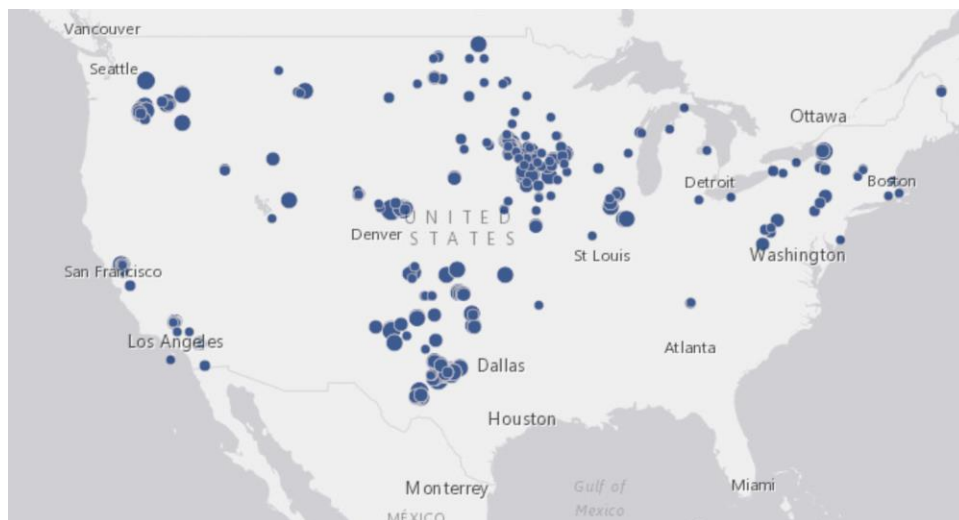 Vancouver
Seattle
Ottawa
Detroit
Boston
UNITED
STATES
Denver
St Louis
Washington
San Francisco
Los Angeles
Atlanta
Dallas
Houston
Monterrey
Gulf of
Mexico
Miami
MÉXICO